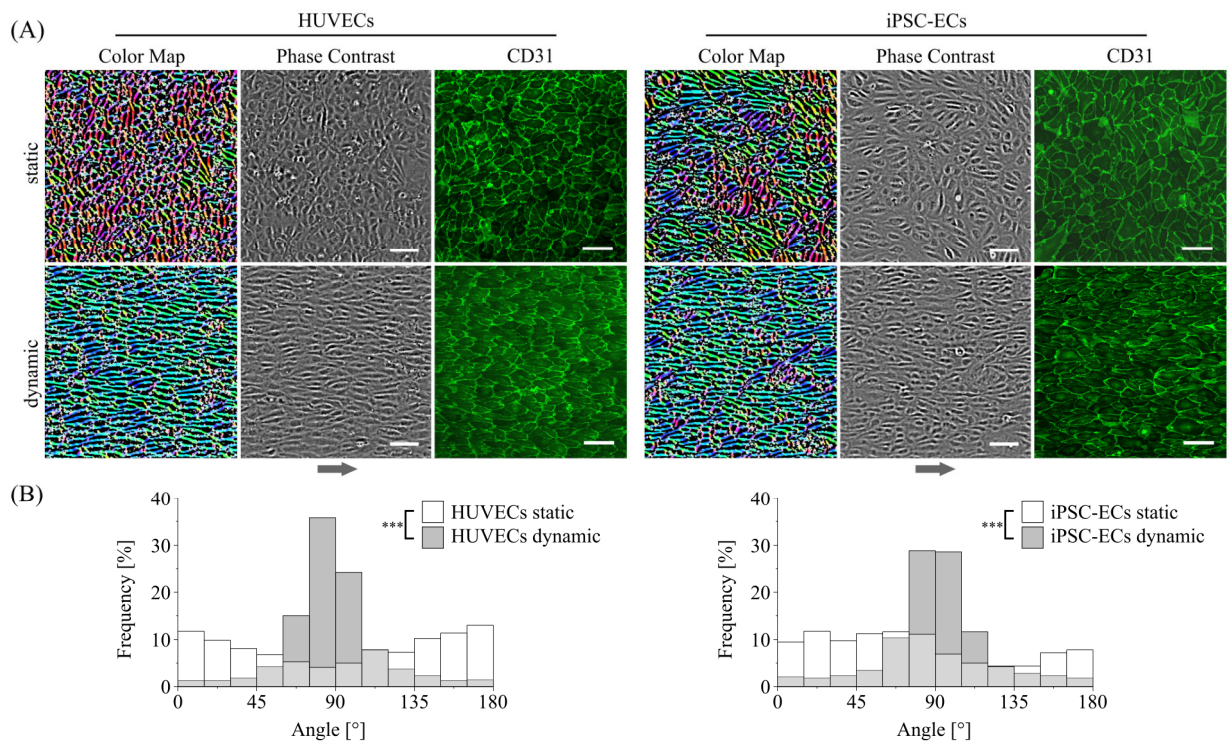 (A)
HUVECs
iPSC-ECs
Color Map Phase Contrast CD31
Color Map Phase Contrast CD31
static
dynamic
(B)
40
30
20
10
0
Frequency [%]
***
HUVECs static
HUVECs dynamic
0 45 90 135 180
Angle [°]
40
30
20
10
0
Frequency [%]
***
iPSC-ECs static
iPSC-ECs dynamic
0 45 90 135 180
Angle [°]